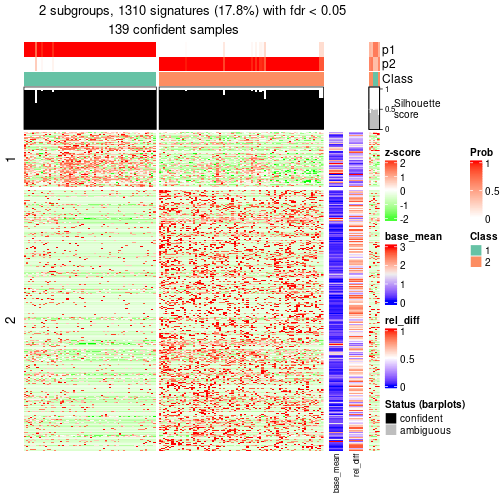 2 subgroups, 1310 signatures (17.8%) with fdr < 0.05
139 confident samples
p1
p2
Class
1
0.5
0
Silhouette
score
1
2
z-score
2
1
0
-1
-2
Prob
1
0.5
0
base_mean
3
2
1
0
Class
1
2
rel_diff
1
0.5
0
Status (barplots)
confident
ambiguous
base_mean
rel_diff